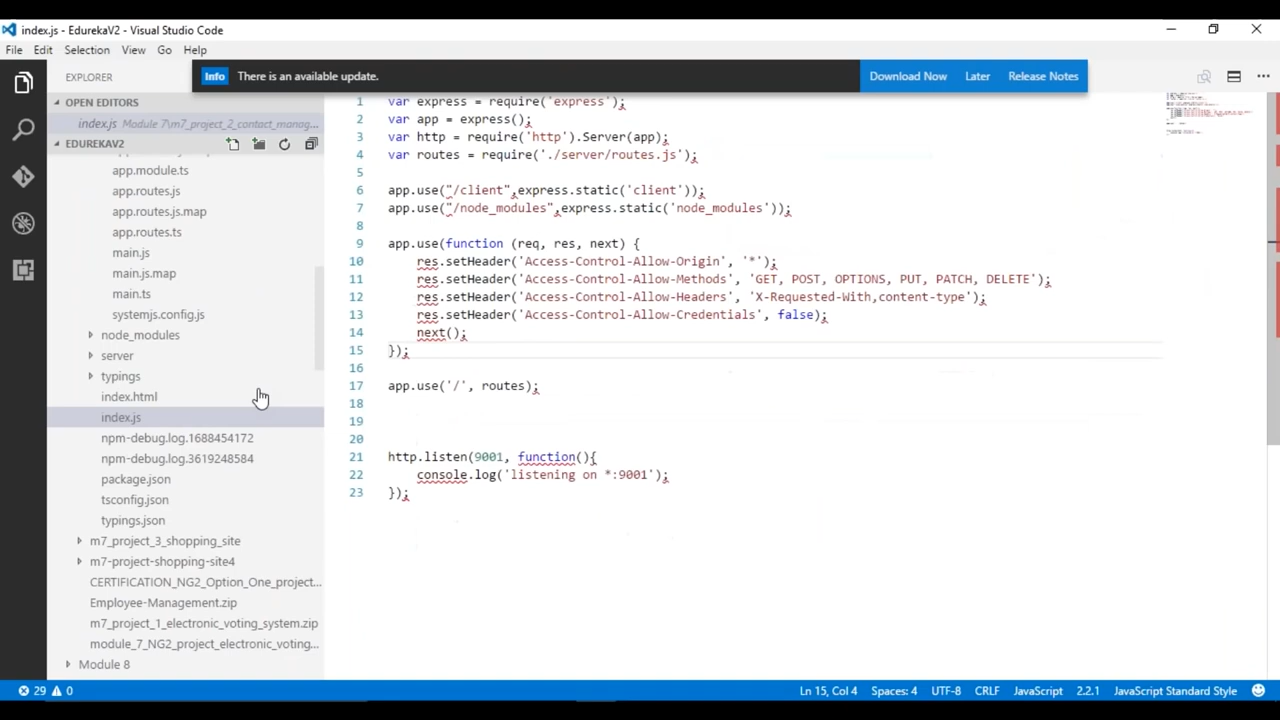 index.js - EdurekaV2 - Visual Studio Code
File Edit Selection View Go Help
EXPLORER
Info There is an available update. Download Now Later Release Notes
OPEN EDITORS
index.js Module 7\m7_project_2_contact_manag...
EDUREKAV2
app.module.ts
app.routes.js
app.routes.js.map
app.routes.ts
main.js
main.js.map
main.ts
systemjs.config.js
node_modules
server
typings
index.html
index.js
npm-debug.log.1688454172
npm-debug.log.3619248584
package.json
tsconfig.json
typings.json
m7_project_3_shopping_site
m7-project-shopping-site4
CERTIFICATION_NG2_Option_One_project...
Employee-Management.zip
m7_project_1_electronic_voting_system.zip
module_7_NG2_project_electronic_voting...
Module 8
1 var express = require('express');
2 var app = express();
3 var http = require('http').Server(app);
4 var routes = require('./server/routes.js');
5
6 app.use("/client",express.static('client'));
7 app.use("/node_modules",express.static('node_modules'));
8
9 app.use(function (req, res, next) {
10 res.setHeader('Access-Control-Allow-Origin', '*');
11 res.setHeader('Access-Control-Allow-Methods', 'GET, POST, OPTIONS, PUT, PATCH, DELETE');
12 res.setHeader('Access-Control-Allow-Headers', 'X-Requested-With,content-type');
13 res.setHeader('Access-Control-Allow-Credentials', false);
14 next();
15 });
16
17 app.use('/', routes);
18
19
20
21 http.listen(9001, function(){
22 console.log('listening on *:9001');
23 });
29 0 Ln 15, Col 4 Spaces: 4 UTF-8 CRLF JavaScript 2.2.1 JavaScript Standard Style